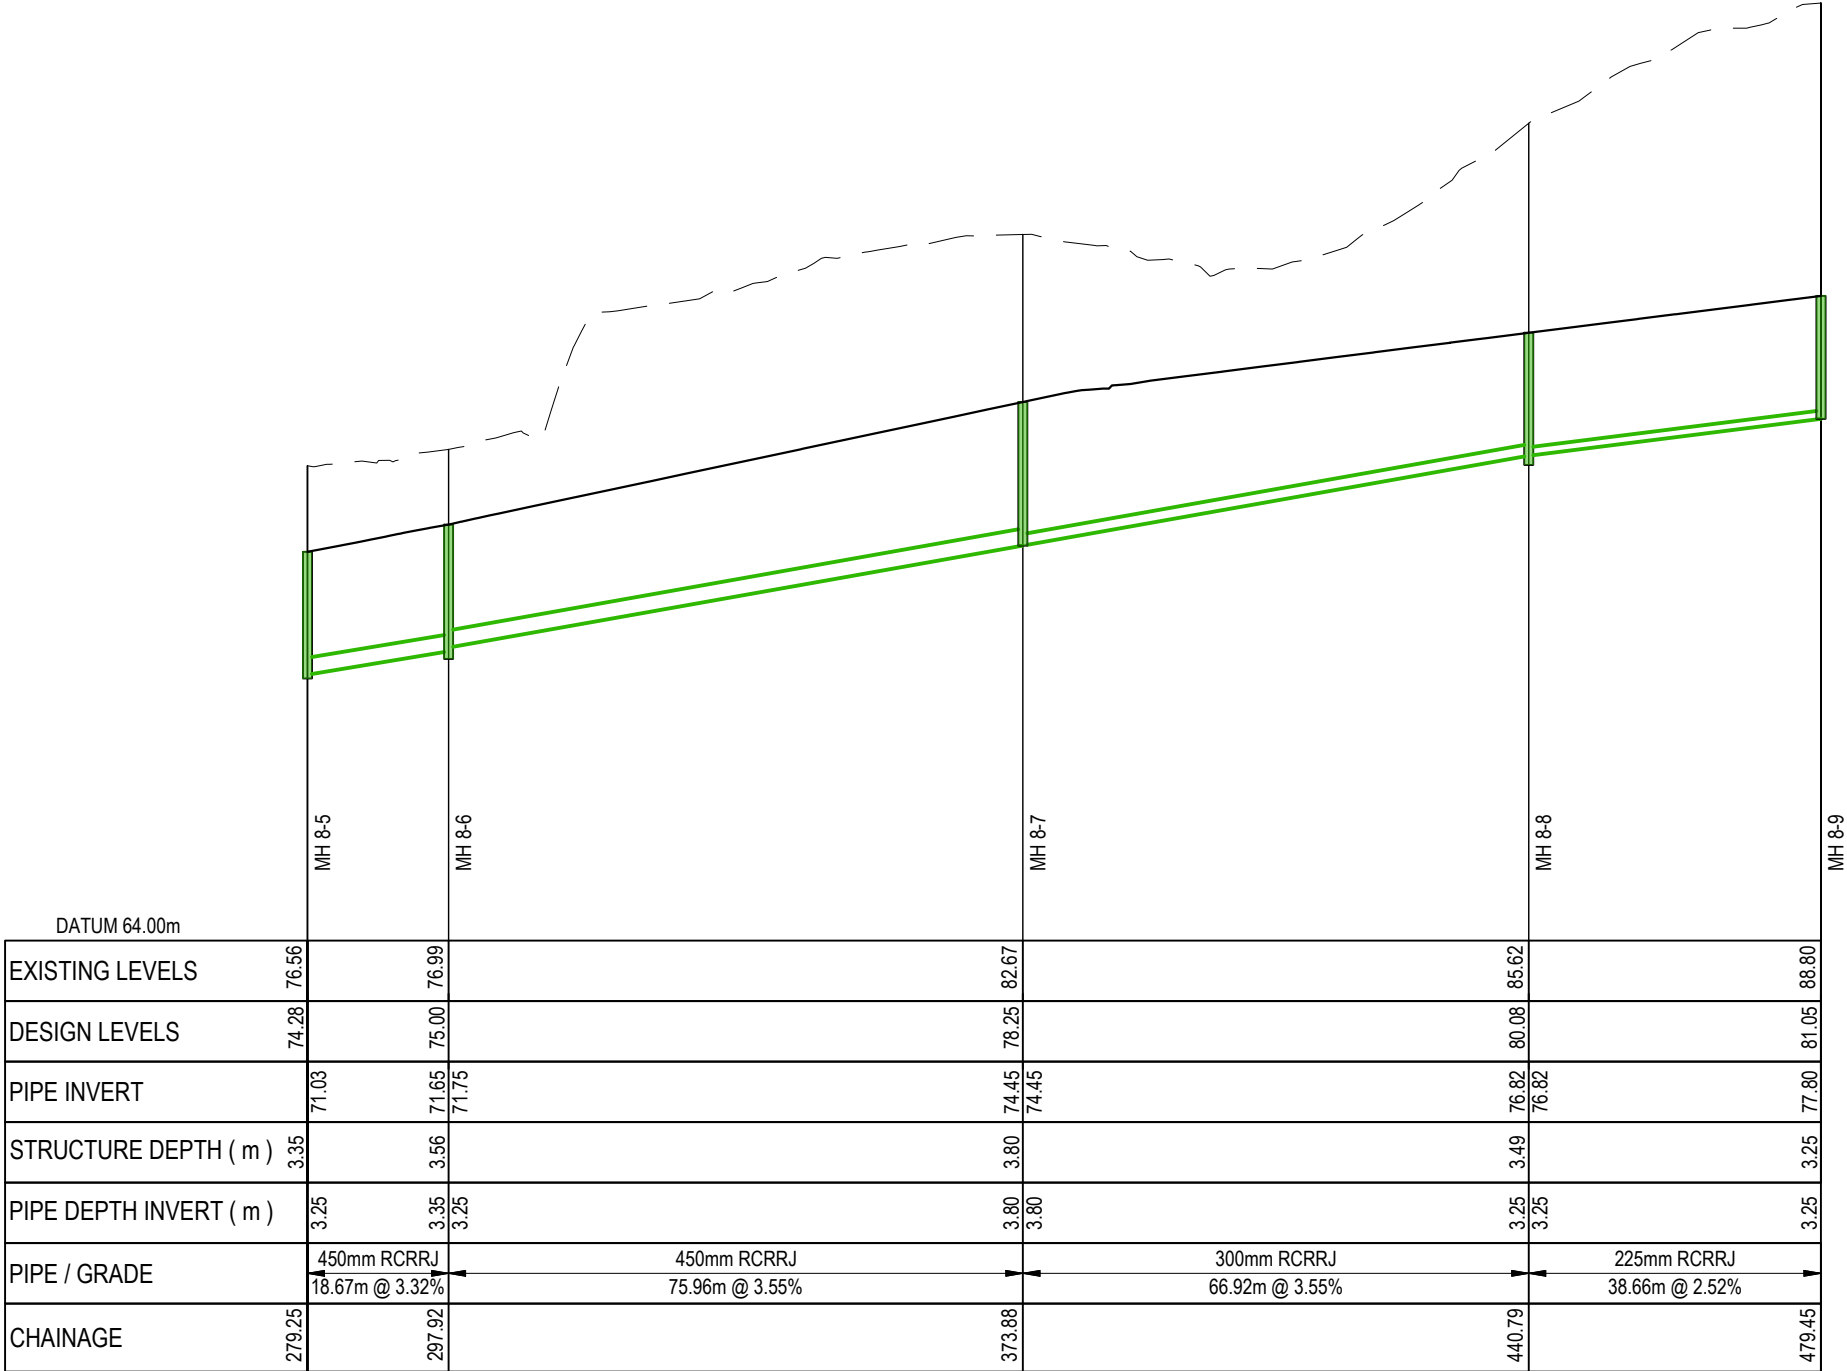 MH 8-5
MH 8-6
MH 8-7
MH 8-8
MH 8-9
DATUM 64.00m
EXISTING LEVELS 76.56 76.99 82.67 85.62 88.80
DESIGN LEVELS 74.28 75.00 78.25 80.08 81.05
PIPE INVERT 71.03 71.65 71.75 74.45 74.45 76.82 76.82 77.80
STRUCTURE DEPTH ( m ) 3.35 3.56 3.80 3.49 3.25
PIPE DEPTH INVERT ( m ) 3.25 3.35 3.25 3.80 3.80 3.25 3.25 3.25
PIPE / GRADE
450mm RCRRJ 450mm RCRRJ 300mm RCRRJ 225mm RCRRJ
18.67m @ 3.32% 75.96m @ 3.55% 66.92m @ 3.55% 38.66m @ 2.52%
CHAINAGE 279.25 297.92 373.88 440.79 479.45